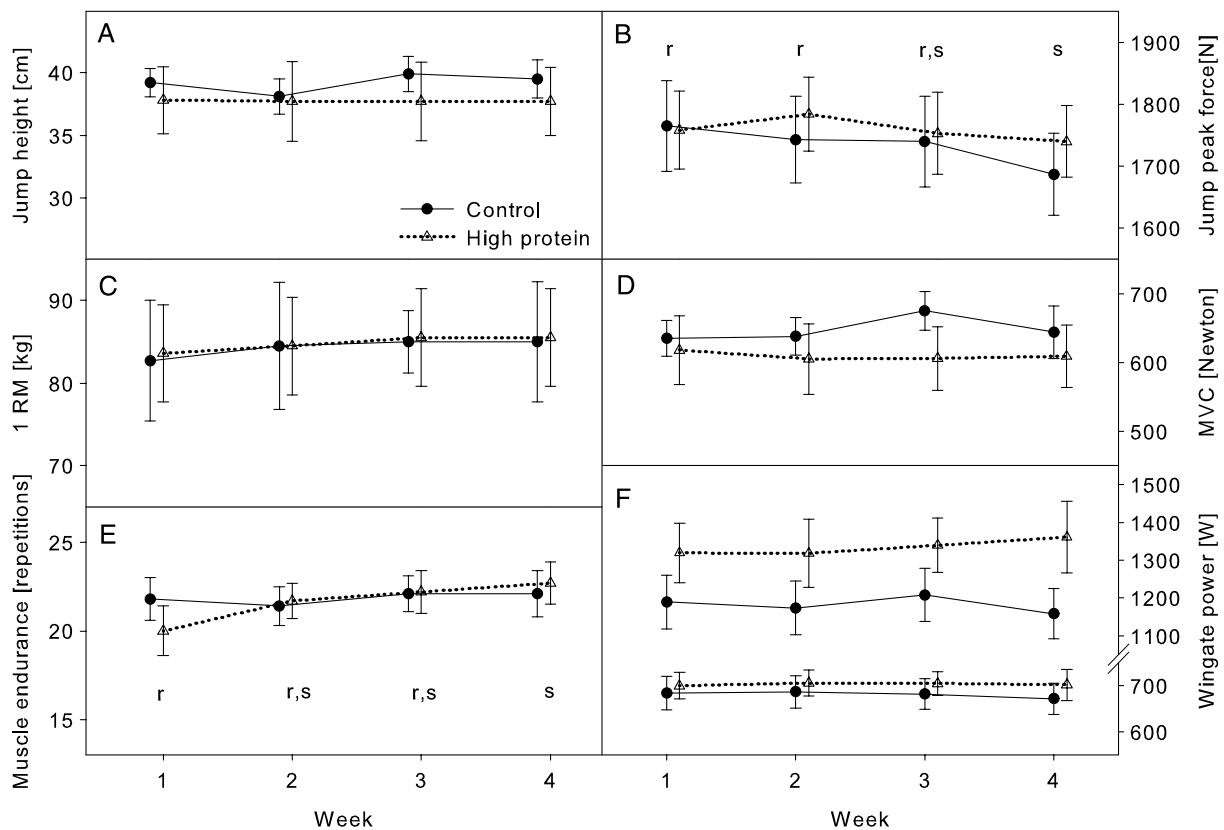 A
Jump height [cm]
40
35
30
Control
High protein
B
r r r,s s
1900
1800
1700
1600
Jump peak force[N]
C
1 RM [kg]
90
80
70
D
700
600
500
MVC [Newton]
E
Muscle endurance [repetitions]
25
20
15
r r,s r,s s
1 2 3 4
Week
F
1500
1400
1300
1200
1100
700
600
Wingate power [W]
1 2 3 4
Week